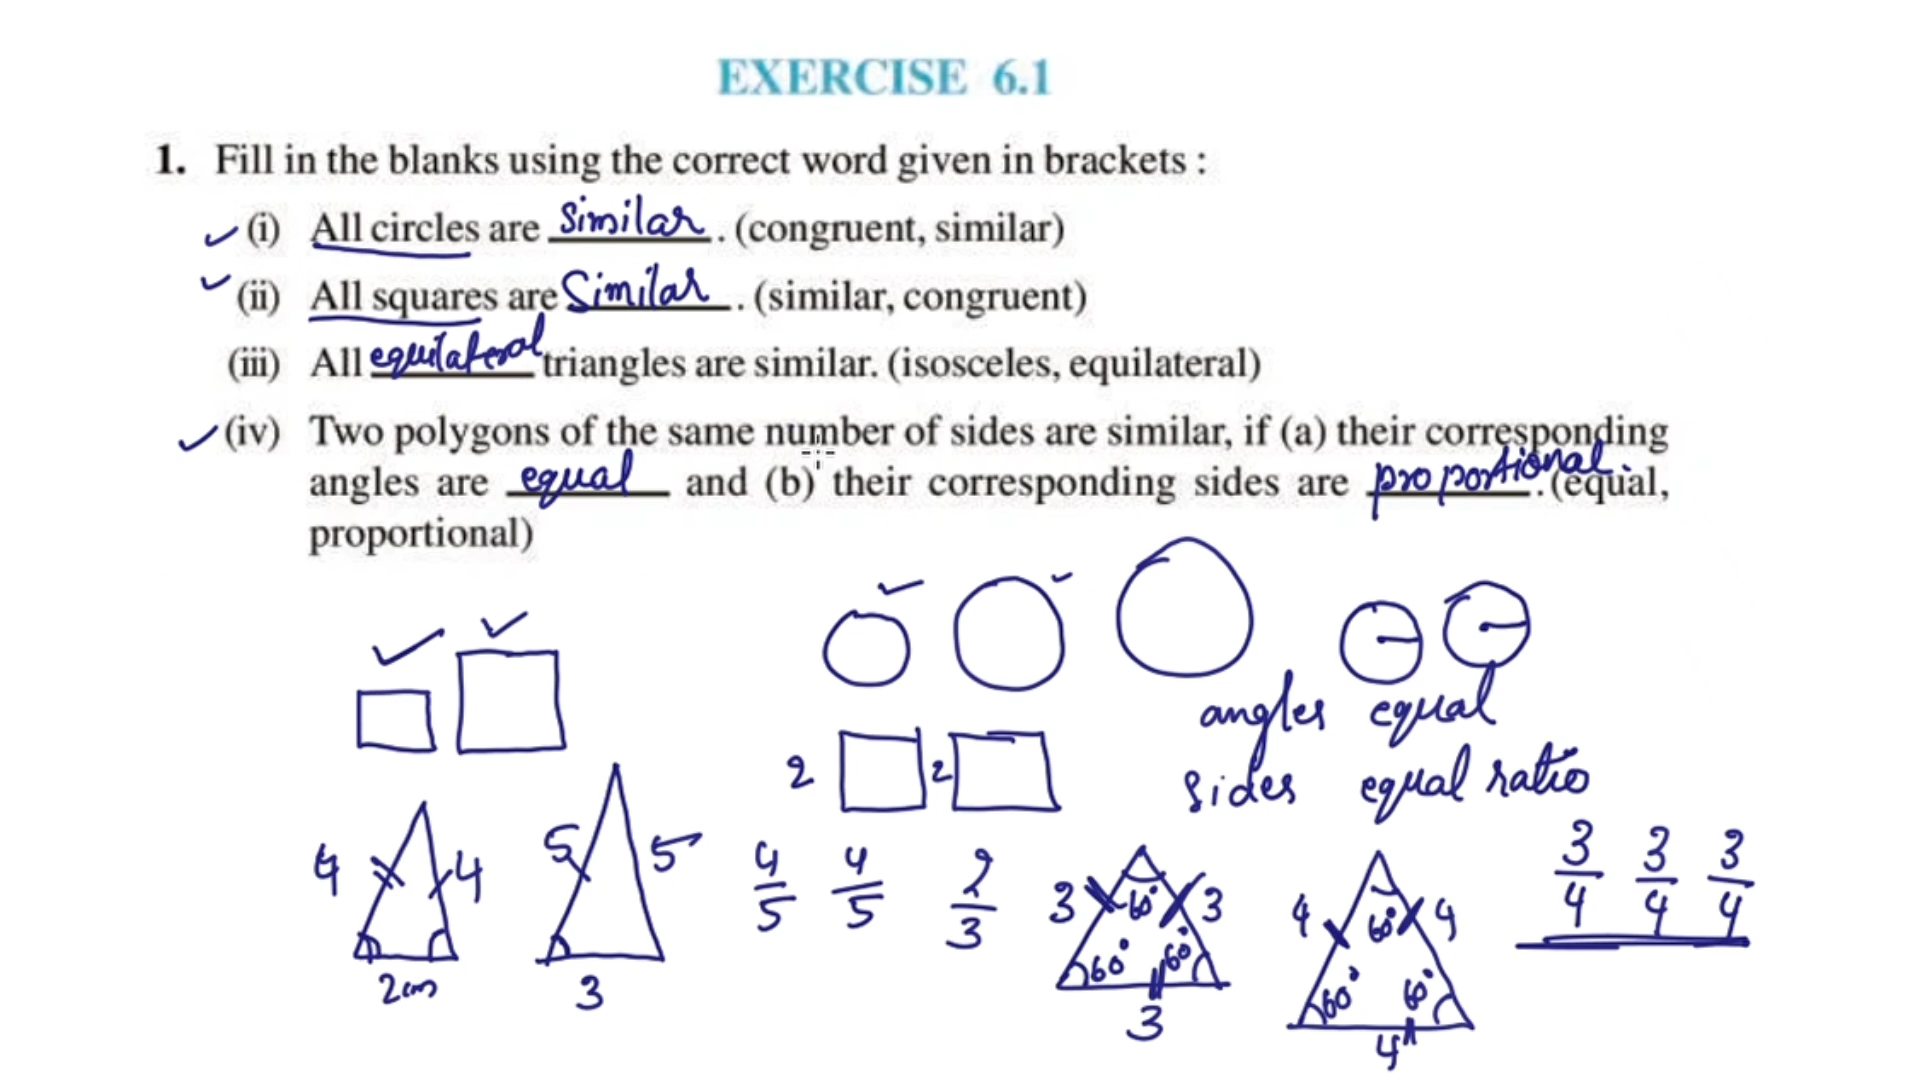 EXERCISE 6.1
1. Fill in the blanks using the correct word given in brackets :
(i) All circles are Similar . (congruent, similar)
(ii) All squares are Similar . (similar, congruent)
(iii) All equilateral triangles are similar. (isosceles, equilateral)
(iv) Two polygons of the same number of sides are similar, if (a) their corresponding
angles are equal and (b) their corresponding sides are proportional. . (equal,
proportional)
angles equal
2 2 sides equal ratio
4 4 5 5 4/5 4/5 2/3 3 60° 3 4 60° 4 3/4 3/4 3/4
60° 60° 60° 60°
2cm 3 3 4